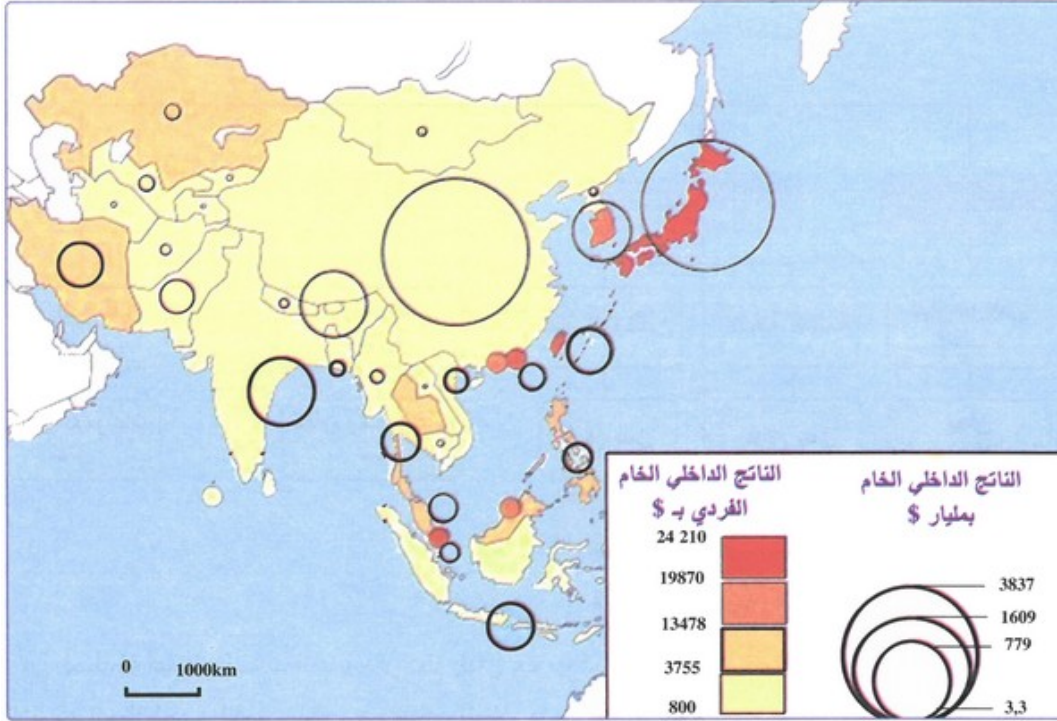 الناتج الداخلي الخام
الفردي بـ $
24 210
19870
13478
3755
800
الناتج الداخلي الخام
بمليار $
3837
1609
779
3,3
0 1000km